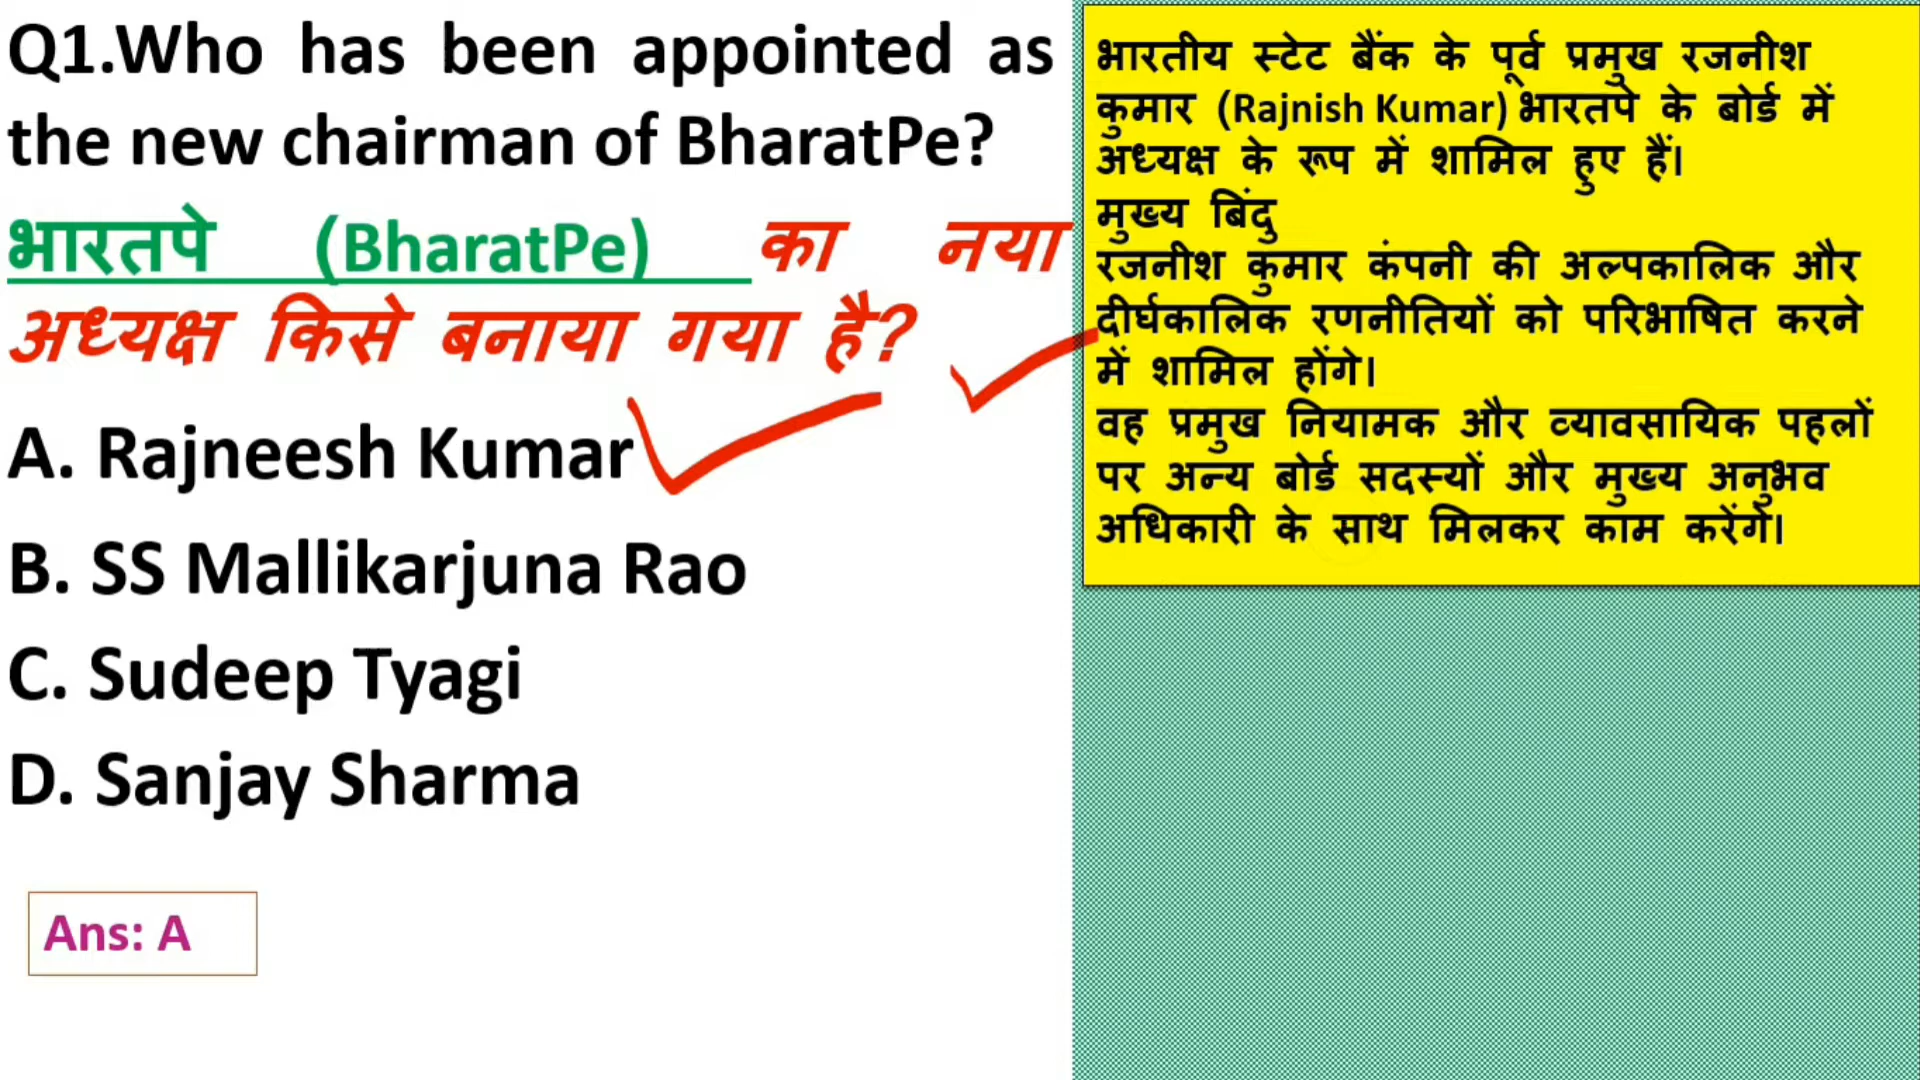 Q1.Who has been appointed as
the new chairman of BharatPe?
भारतपे (BharatPe) का नया
अध्यक्ष किसे बनाया गया है?
A. Rajneesh Kumar
B. SS Mallikarjuna Rao
C. Sudeep Tyagi
D. Sanjay Sharma
Ans: A
भारतीय स्टेट बैंक के पूर्व प्रमुख रजनीश
कुमार (Rajnish Kumar) भारतपे के बोर्ड में
अध्यक्ष के रूप में शामिल हुए हैं।
मुख्य बिंदु
रजनीश कुमार कंपनी की अल्पकालिक और
दीर्घकालिक रणनीतियों को परिभाषित करने
में शामिल होंगे।
वह प्रमुख नियामक और व्यावसायिक पहलों
पर अन्य बोर्ड सदस्यों और मुख्य अनुभव
अधिकारी के साथ मिलकर काम करेंगे।